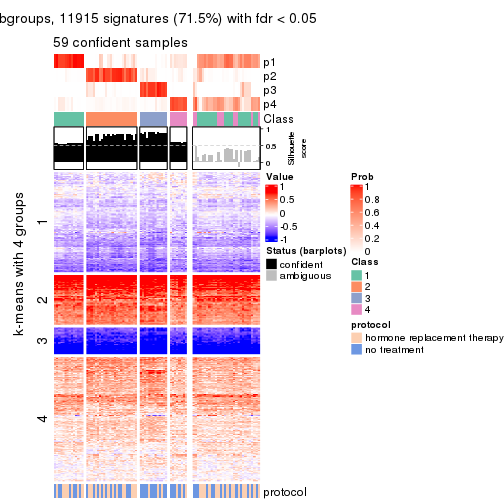 bgroups, 11915 signatures (71.5%) with fdr < 0.05
59 confident samples
p1
p2
p3
p4
Class
1
0.5
0
Silhouette
score
k-means with 4 groups
1
2
3
4
protocol
Value
1
0.5
0
-0.5
-1
Status (barplots)
confident
ambiguous
Prob
1
0.8
0.6
0.4
0.2
0
Class
1
2
3
4
protocol
hormone replacement therapy
no treatment